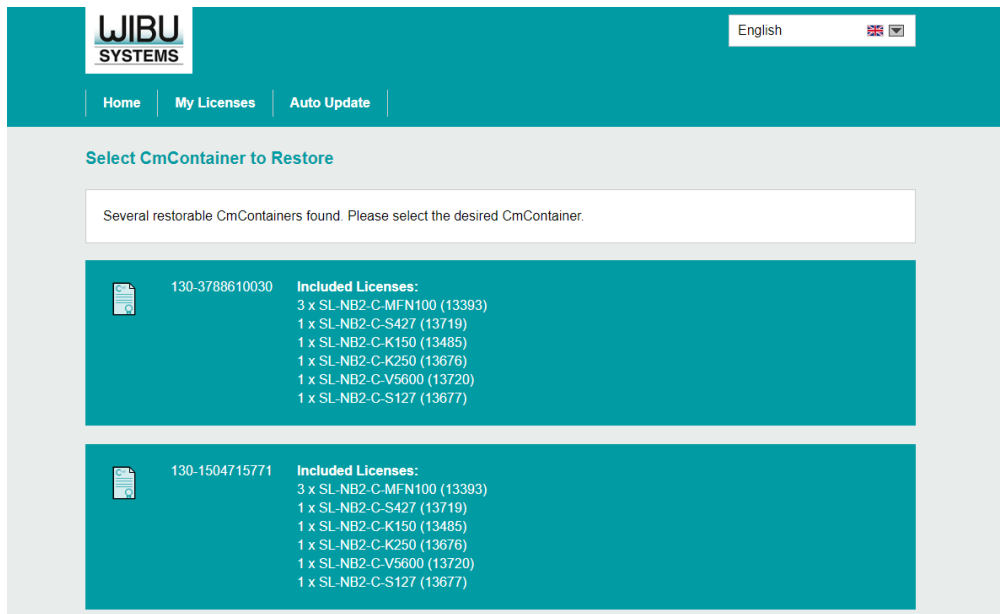 WIBU
SYSTEMS
English
Home
My Licenses
Auto Update
Select CmContainer to Restore
Several restorable CmContainers found. Please select the desired CmContainer.
130-3788610030
Included Licenses:
3 x SL-NB2-C-MFN100 (13393)
1 x SL-NB2-C-S427 (13719)
1 x SL-NB2-C-K150 (13485)
1 x SL-NB2-C-K250 (13676)
1 x SL-NB2-C-V5600 (13720)
1 x SL-NB2-C-S127 (13677)
130-1504715771
Included Licenses:
3 x SL-NB2-C-MFN100 (13393)
1 x SL-NB2-C-S427 (13719)
1 x SL-NB2-C-K150 (13485)
1 x SL-NB2-C-K250 (13676)
1 x SL-NB2-C-V5600 (13720)
1 x SL-NB2-C-S127 (13677)